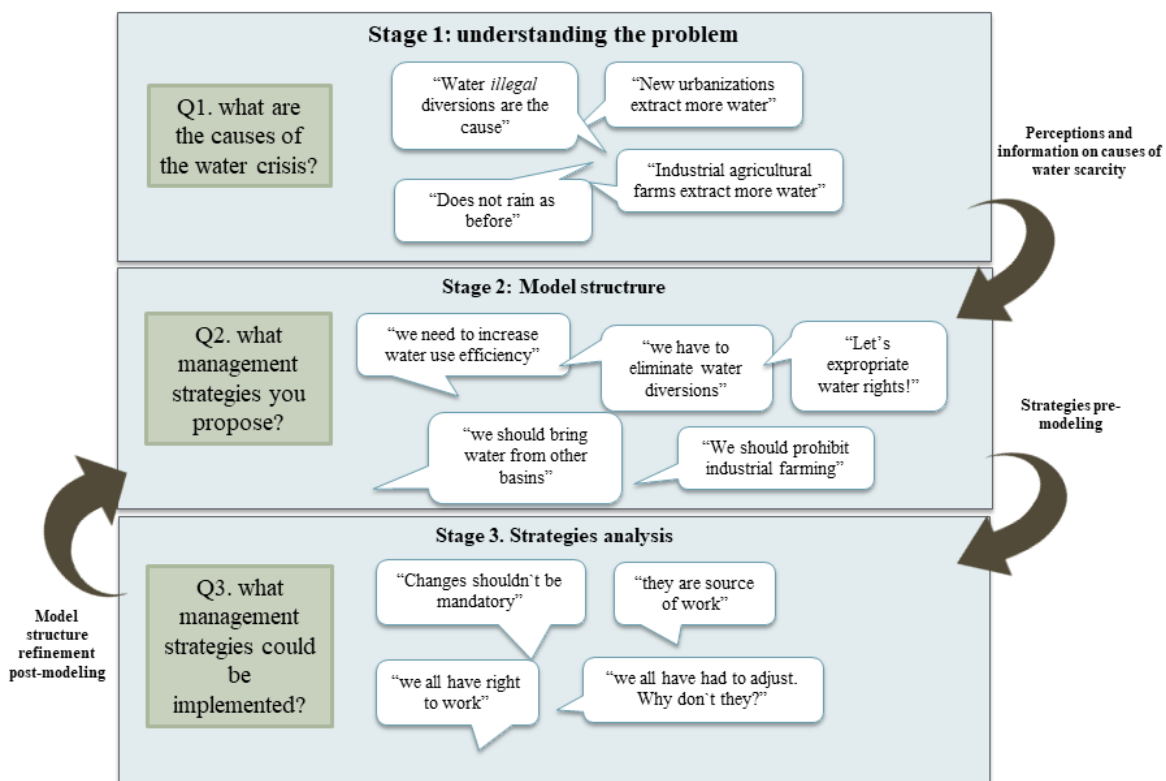 Stage 1: understanding the problem
Q1. what are
the causes of
the water crisis?
“Water illegal
diversions are the
cause”
“New urbanizations
extract more water”
“Does not rain as
before”
“Industrial agricultural
farms extract more water”
Perceptions and
information on causes of
water scarcity
Stage 2: Model structrure
Q2. what
management
strategies you
propose?
“we need to increase
water use efficiency”
“we have to
eliminate water
diversions”
“Let’s
expropriate
water rights!”
“we should bring
water from other
basins”
“We should prohibit
industrial farming”
Strategies pre-
modeling
Stage 3. Strategies analysis
Q3. what
management
strategies could
be
implemented?
“Changes shouldn`t be
mandatory”
“they are source
of work”
“we all have right
to work”
“we all have had to adjust.
Why don`t they?”
Model
structure
refinement
post-modeling